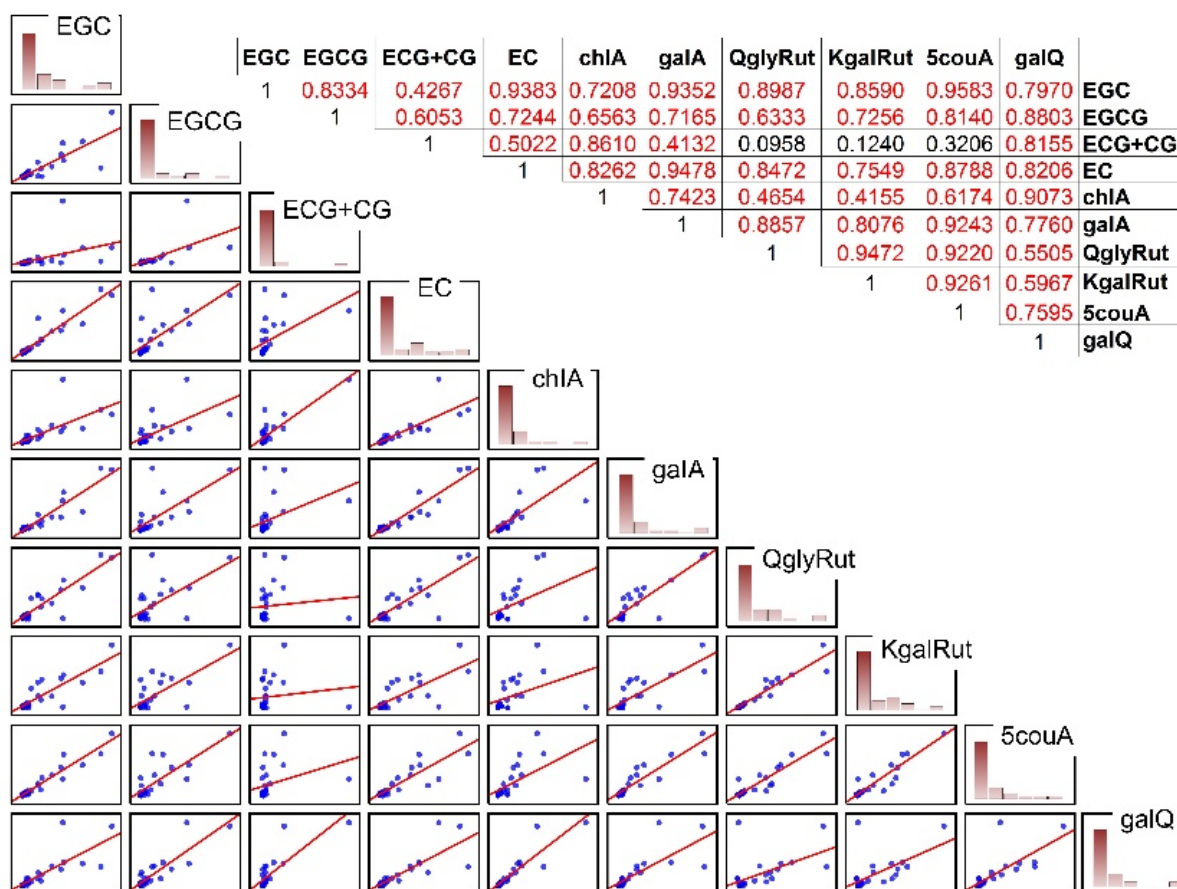 EGC
EGC EGCG ECG+CG EC chlA galA QglyRut KgalRut 5couA galQ
1 0.8334 0.4267 0.9383 0.7208 0.9352 0.8987 0.8590 0.9583 0.7970 EGC
EGCG
1 0.6053 0.7244 0.6563 0.7165 0.6333 0.7256 0.8140 0.8803 EGCG
1 0.5022 0.8610 0.4132 0.0958 0.1240 0.3206 0.8155 ECG+CG
1 0.8262 0.9478 0.8472 0.7549 0.8788 0.8206 EC
1 0.7423 0.4654 0.4155 0.6174 0.9073 chlA
ECG+CG
1 0.8857 0.8076 0.9243 0.7760 galA
1 0.9472 0.9220 0.5505 QglyRut
EC
1 0.9261 0.5967 KgalRut
1 0.7595 5couA
1 galQ
chlA
galA
QglyRut
KgalRut
5couA
galQ